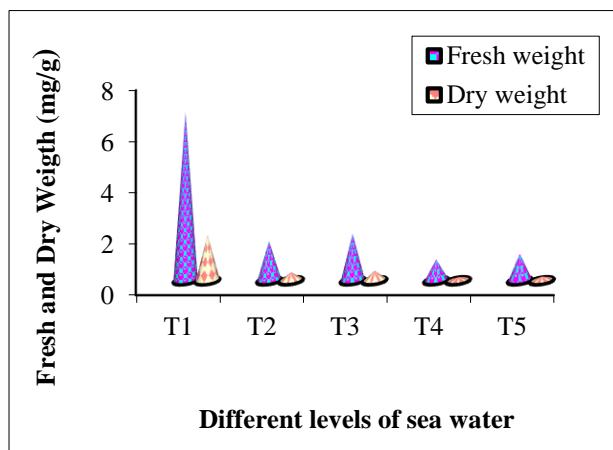 Fresh weight
Dry weight
Fresh and Dry Weigth (mg/g)
8
6
4
2
0
T1 T2 T3 T4 T5
Different levels of sea water